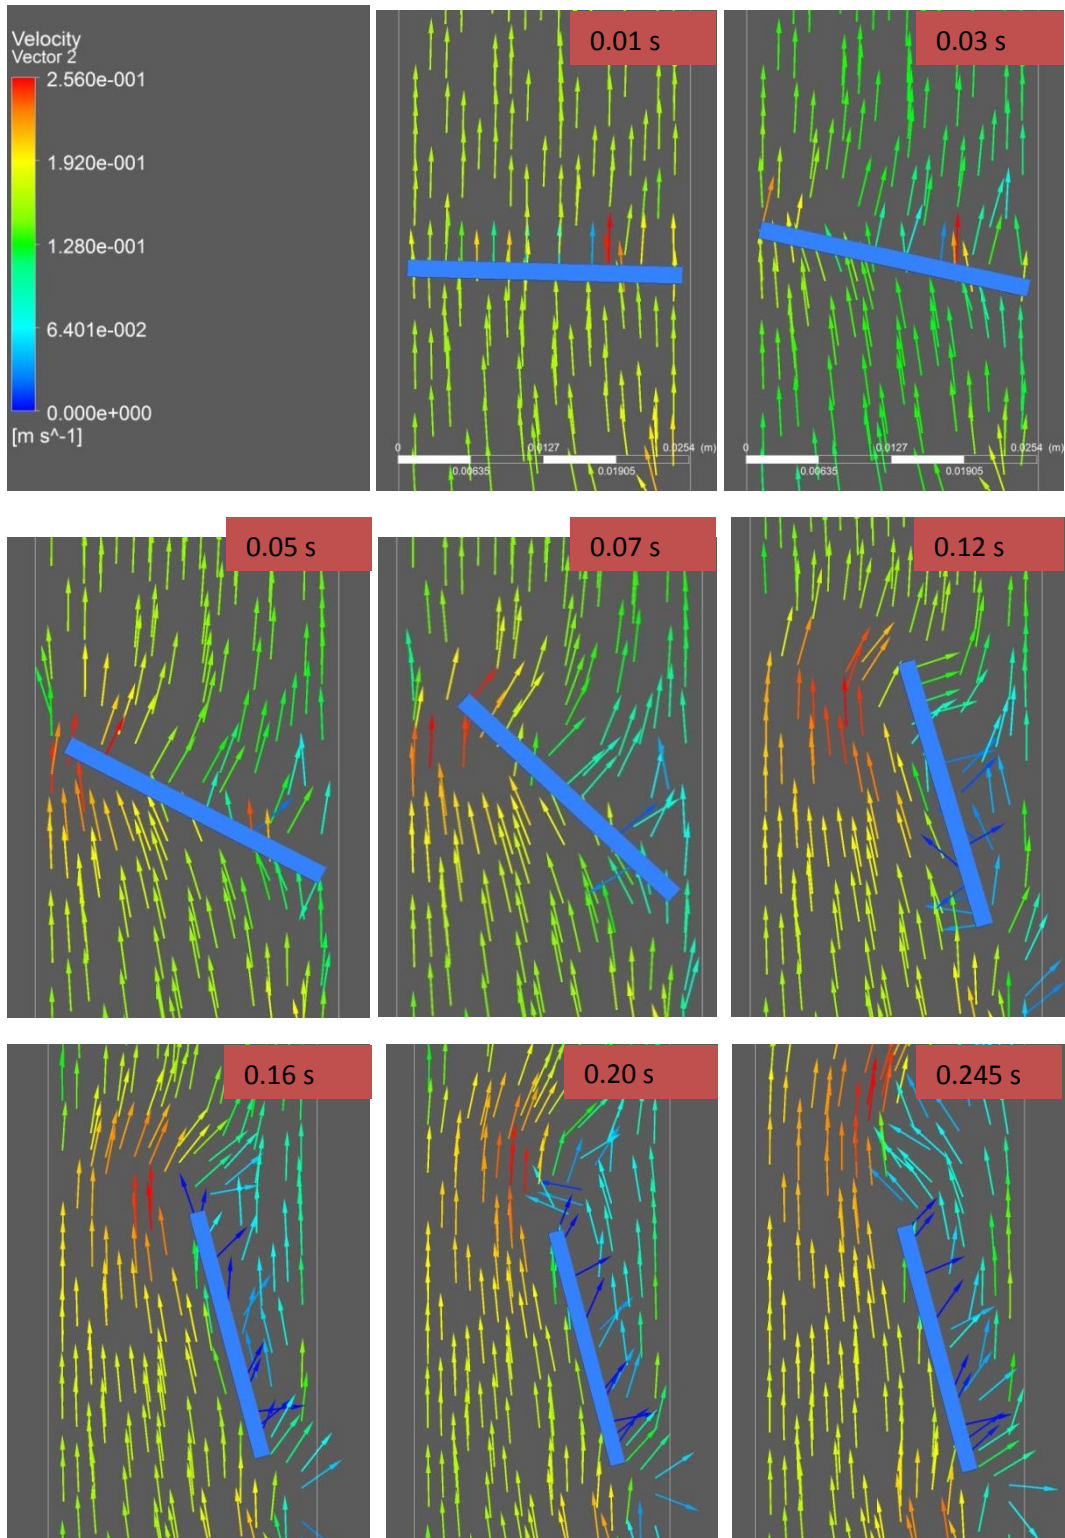 Velocity
Vector 2
2.560e-001
1.920e-001
1.280e-001
6.401e-002
0.000e+000
[m s^-1]
0.01 s
0 0.0127 0.0254 (m)
0.00635 0.01905
0.03 s
0 0.0127 0.0254 (m)
0.00635 0.01905
0.05 s
0.07 s
0.12 s
0.16 s
0.20 s
0.245 s